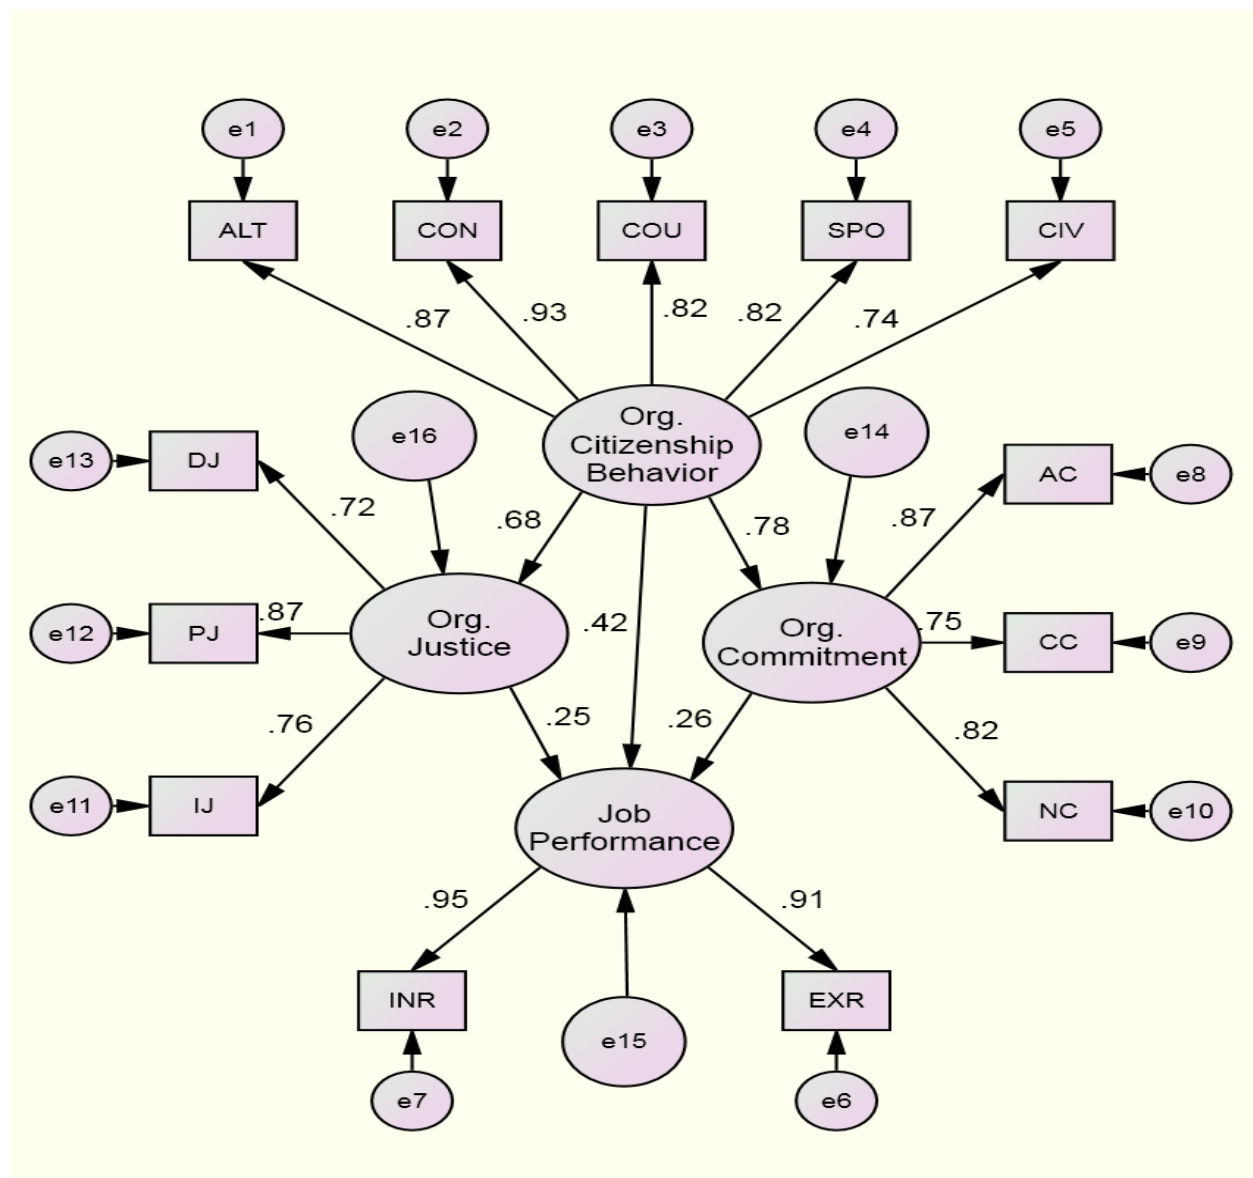 e1
e2
e3
e4
e5
ALT
CON
COU
SPO
CIV
.87
.93
.82
.82
.74
Org.
Citizenship
Behavior
e16
e14
e13
DJ
AC
e8
.72
.68
.78
.87
e12
PJ
.87
Org.
Justice
.42
Org.
Commitment
.75
CC
e9
.76
.25
.26
.82
e11
IJ
Job
Performance
NC
e10
.95
.91
INR
e15
EXR
e7
e6